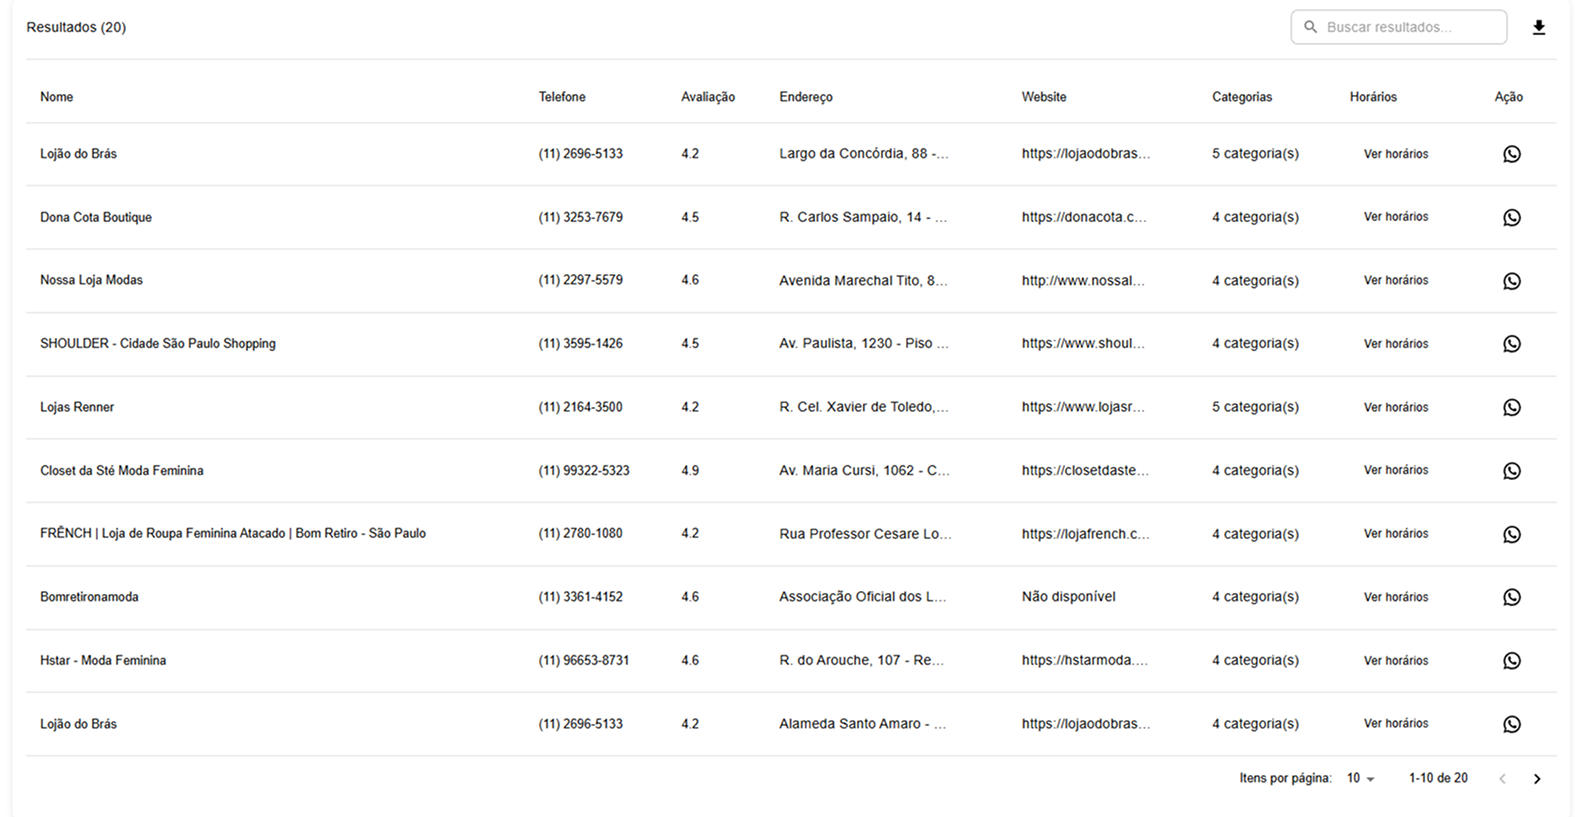 Resultados (20) Buscar resultados...
Nome Telefone Avaliação Endereço Website Categorias Horários Ação
Lojão do Brás (11) 2696-5133 4.2 Largo da Concórdia, 88 -... https://lojaodobras... 5 categoria(s) Ver horários
Dona Cota Boutique (11) 3253-7679 4.5 R. Carlos Sampaio, 14 - ... https://donacota.c... 4 categoria(s) Ver horários
Nossa Loja Modas (11) 2297-5579 4.6 Avenida Marechal Tito, 8... http://www.nossal... 4 categoria(s) Ver horários
SHOULDER - Cidade São Paulo Shopping (11) 3595-1426 4.5 Av. Paulista, 1230 - Piso ... https://www.shoul... 4 categoria(s) Ver horários
Lojas Renner (11) 2164-3500 4.2 R. Cel. Xavier de Toledo,... https://www.lojasr... 5 categoria(s) Ver horários
Closet da Sté Moda Feminina (11) 99322-5323 4.9 Av. Maria Cursi, 1062 - C... https://closetdaste... 4 categoria(s) Ver horários
FRÊNCH | Loja de Roupa Feminina Atacado | Bom Retiro - São Paulo (11) 2780-1080 4.2 Rua Professor Cesare Lo... https://lojafrench.c... 4 categoria(s) Ver horários
Bomretironamoda (11) 3361-4152 4.6 Associação Oficial dos L... Não disponível 4 categoria(s) Ver horários
Hstar - Moda Feminina (11) 96653-8731 4.6 R. do Arouche, 107 - Re... https://hstarmoda.... 4 categoria(s) Ver horários
Lojão do Brás (11) 2696-5133 4.2 Alameda Santo Amaro - ... https://lojaodobras... 4 categoria(s) Ver horários
Itens por página: 10 1-10 de 20